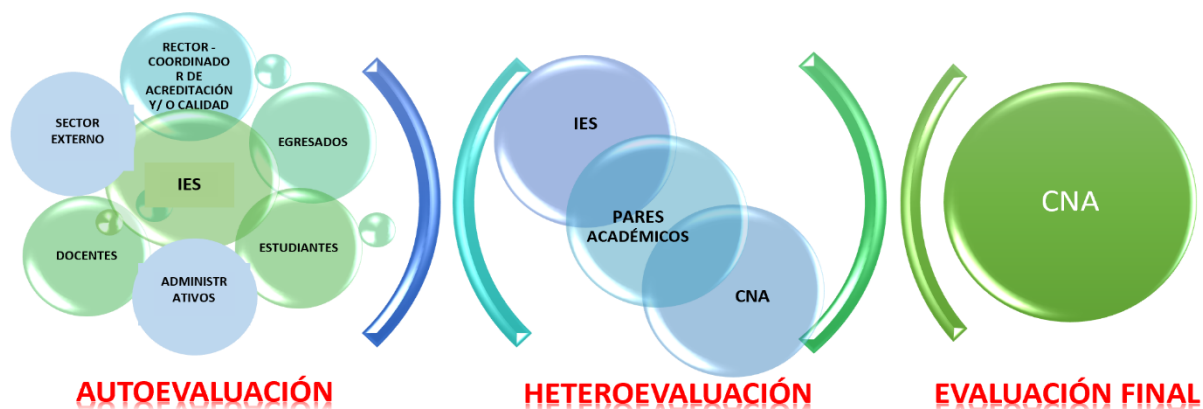 RECTOR -
COORDINADO
R DE
ACREDITACIÓN
Y/ O CALIDAD
SECTOR
EXTERNO
EGRESADOS
IES
DOCENTES
ESTUDIANTES
ADMINISTR
ATIVOS
AUTOEVALUACIÓN
IES
PARES
ACADÉMICOS
CNA
HETEROEVALUACIÓN
CNA
EVALUACIÓN FINAL